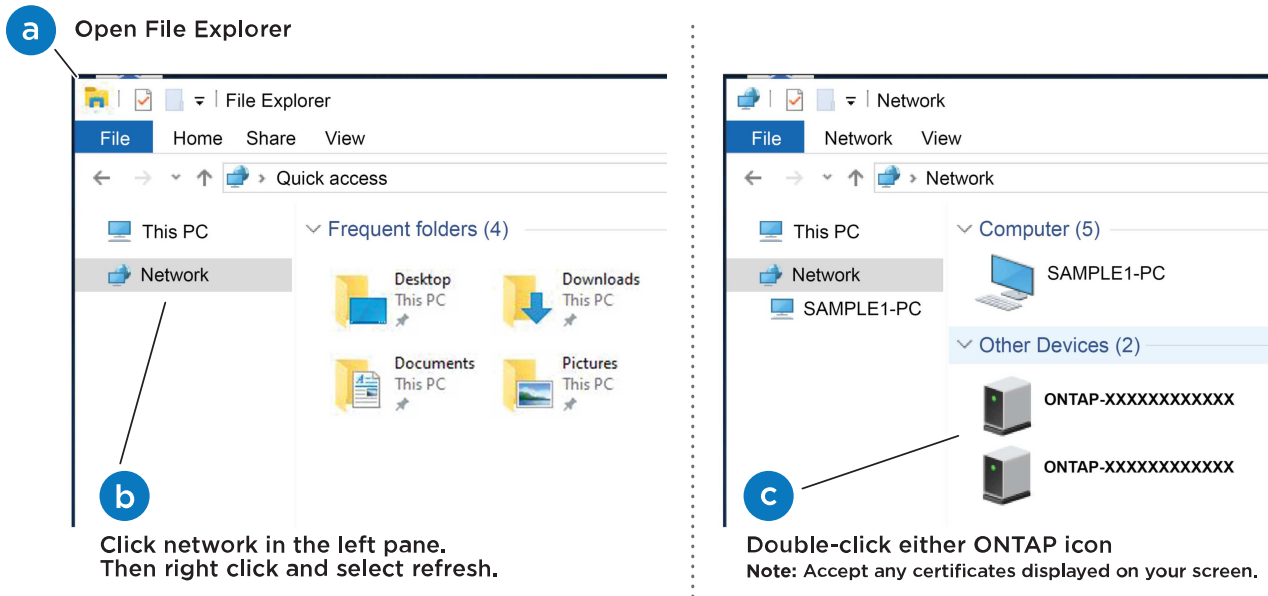 a
Open File Explorer
File Explorer
File Home Share View
Quick access
This PC
Network
Frequent folders (4)
Desktop
This PC
Downloads
This PC
Documents
This PC
Pictures
This PC
b
Click network in the left pane.
Then right click and select refresh.
Network
File Network View
Network
This PC
Network
SAMPLE1-PC
Computer (5)
SAMPLE1-PC
Other Devices (2)
ONTAP-XXXXXXXXXXXX
ONTAP-XXXXXXXXXXXX
c
Double-click either ONTAP icon
Note: Accept any certificates displayed on your screen.